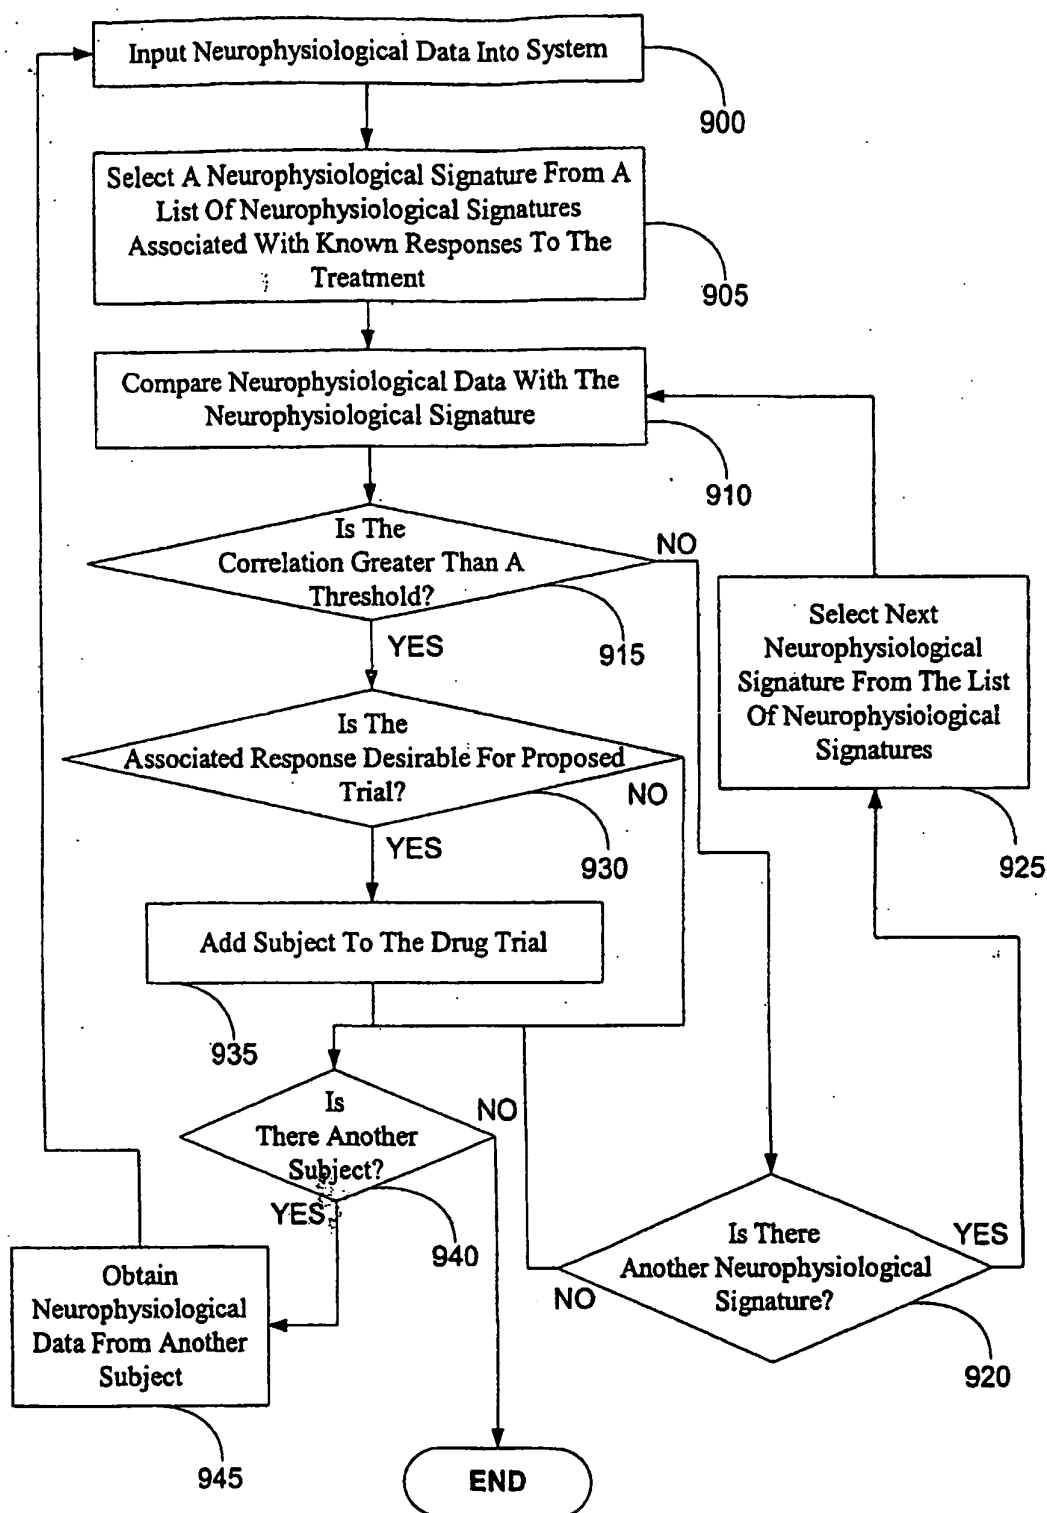 Input Neurophysiological Data Into System
900
Select A Neurophysiological Signature From A
List Of Neurophysiological Signatures
Associated With Known Responses To The
Treatment
905
Compare Neurophysiological Data With The
Neurophysiological Signature
910
Is The
Correlation Greater Than A
Threshold?
NO
YES
915
Select Next
Neurophysiological
Signature From The List
Of Neurophysiological
Signatures
925
Is The
Associated Response Desirable For Proposed
Trial?
NO
YES
930
Add Subject To The Drug Trial
935
Is
There Another
Subject?
NO
YES
940
Is There
Another Neurophysiological
Signature?
YES
NO
920
Obtain
Neurophysiological
Data From Another
Subject
945
END